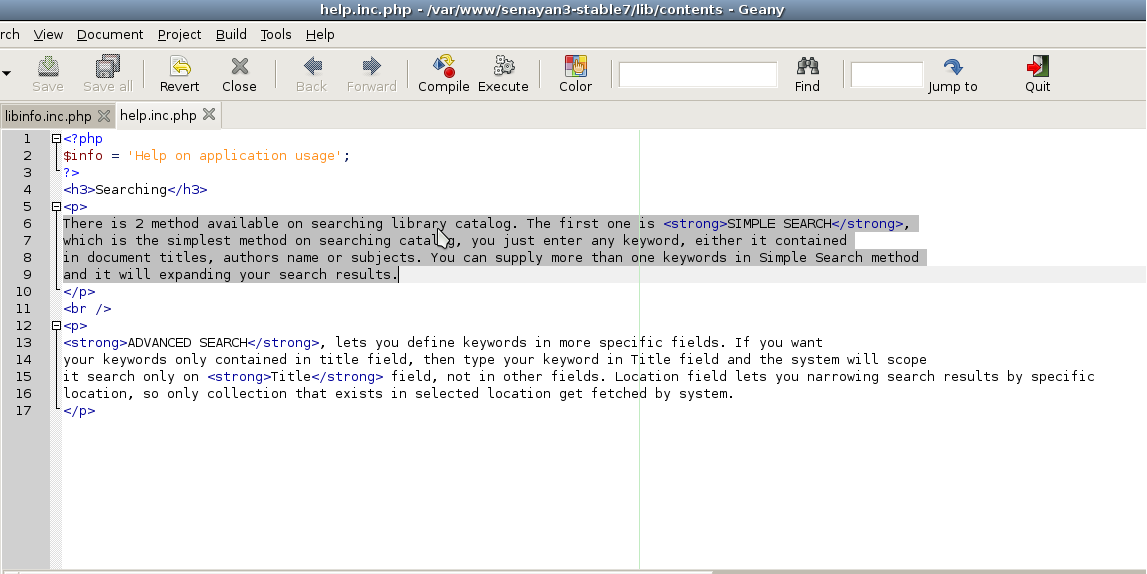 help.inc.php - /var/www/senayan3-stable7/lib/contents - Geany
rch View Document Project Build Tools Help
Save Save all Revert Close Back Forward Compile Execute Color Find Jump to Quit
libinfo.inc.php help.inc.php
1 <?php
2 $info = 'Help on application usage';
3 ?>
4 <h3>Searching</h3>
5 <p>
6 There is 2 method available on searching library catalog. The first one is <strong>SIMPLE SEARCH</strong>,
7 which is the simplest method on searching catalog, you just enter any keyword, either it contained
8 in document titles, authors name or subjects. You can supply more than one keywords in Simple Search method
9 and it will expanding your search results.
10 </p>
11 <br />
12 <p>
13 <strong>ADVANCED SEARCH</strong>, lets you define keywords in more specific fields. If you want
14 your keywords only contained in title field, then type your keyword in Title field and the system will scope
15 it search only on <strong>Title</strong> field, not in other fields. Location field lets you narrowing search results by specific
16 location, so only collection that exists in selected location get fetched by system.
17 </p>